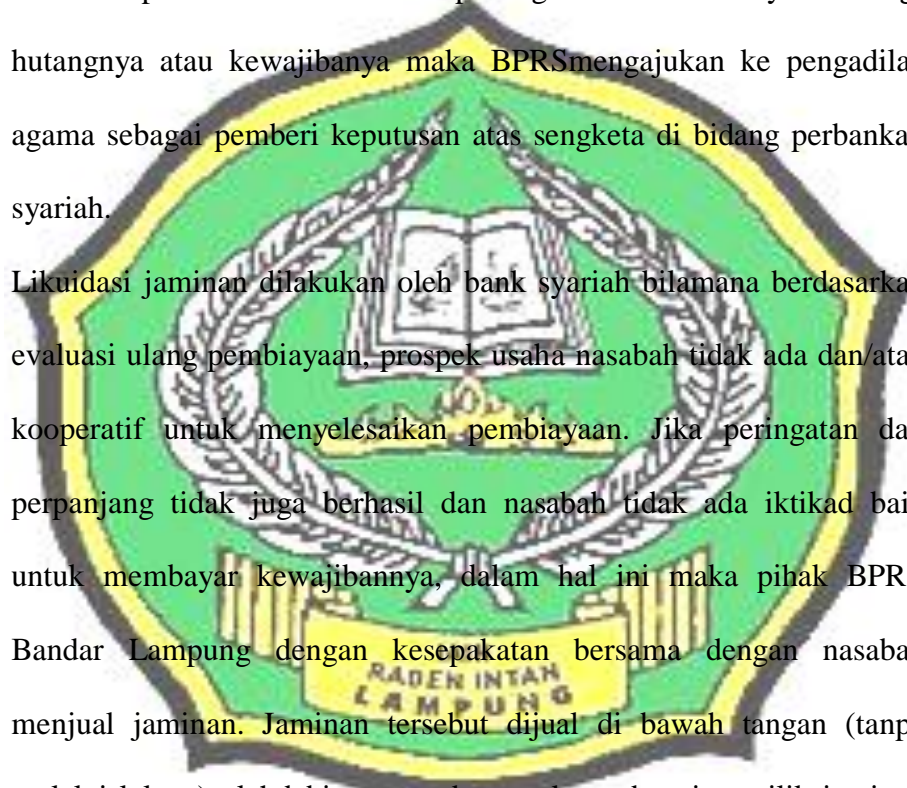 hutangnya atau kewajibanya maka BPRSmengajukan ke pengadila
agama sebagai pemberi keputusan atas sengketa di bidang perbanka
syariah.
Likuidasi jaminan dilakukan oleh bank syariah bilamana berdasarka
evaluasi ulang pembiayaan, prospek usaha nasabah tidak ada dan/ata
kooperatif untuk menyelesaikan pembiayaan. Jika peringatan da
perpanjang tidak juga berhasil dan nasabah tidak ada iktikad bai
untuk membayar kewajibannya, dalam hal ini maka pihak BPR
Bandar Lampung dengan kesepakatan bersama dengan nasaba
RADEN INTAN
LAMPUNG
menjual jaminan. Jaminan tersebut dijual di bawah tangan (tanp